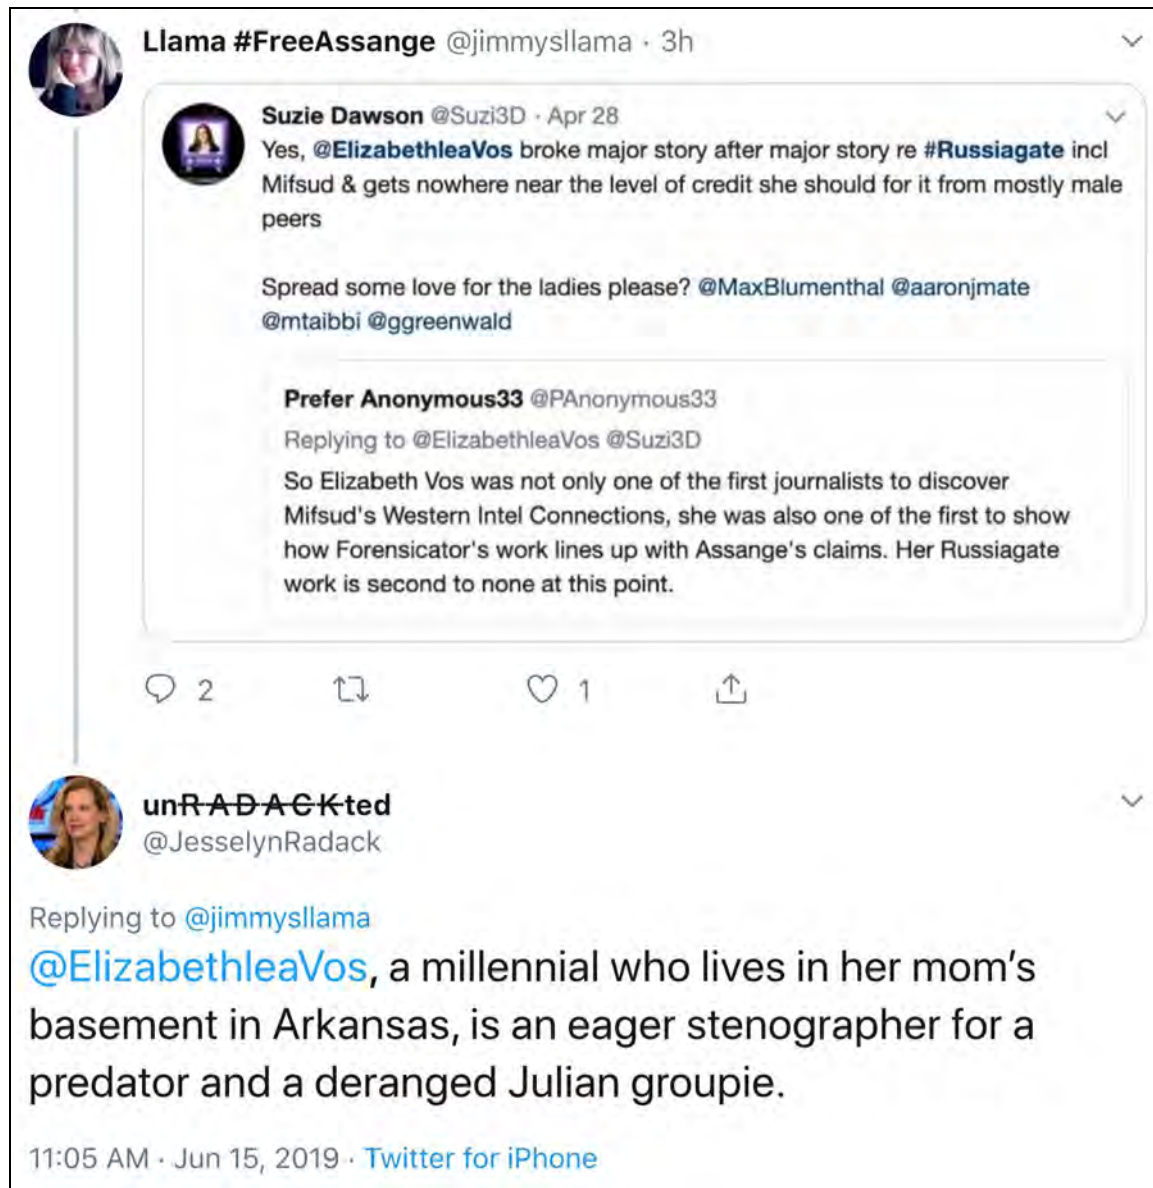 Llama #FreeAssange @jimmysllama · 3h
Suzie Dawson @Suzi3D · Apr 28
Yes, @ElizabethleaVos broke major story after major story re #Russiagate incl
Mifsud & gets nowhere near the level of credit she should for it from mostly male
peers
Spread some love for the ladies please? @MaxBlumenthal @aaronjmate
@mtaibbi @ggreenwald
Prefer Anonymous33 @PAnonymous33
Replying to @ElizabethleaVos @Suzi3D
So Elizabeth Vos was not only one of the first journalists to discover
Mifsud's Western Intel Connections, she was also one of the first to show
how Forensicator's work lines up with Assange's claims. Her Russiagate
work is second to none at this point.
2 1
unRADACKted
@JesselynRadack
Replying to @jimmysllama
@ElizabethleaVos, a millennial who lives in her mom's
basement in Arkansas, is an eager stenographer for a
predator and a deranged Julian groupie.
11:05 AM · Jun 15, 2019 · Twitter for iPhone